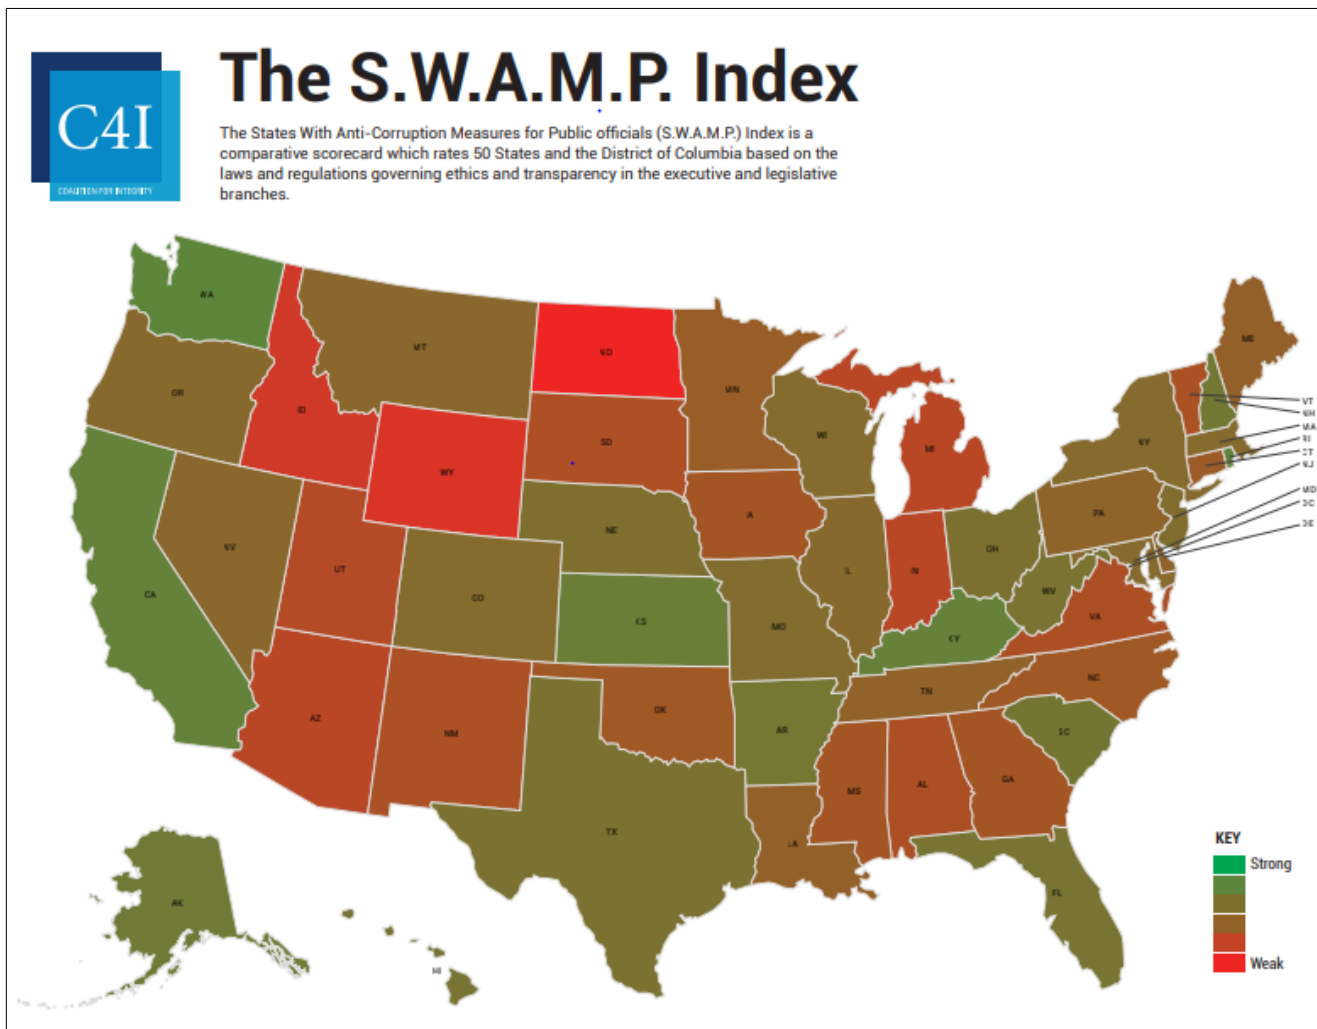 The S.W.A.M.P. Index
C4I
COALITION FOR INTEGRITY
The States With Anti-Corruption Measures for Public officials (S.W.A.M.P.) Index is a
comparative scorecard which rates 50 States and the District of Columbia based on the
laws and regulations governing ethics and transparency in the executive and legislative
branches.
WA
MT
ND
ME
OR
ID
MN
VT
NH
MA
RI
CT
NJ
MD
DC
DE
SD
WI
NY
MI
WY
IA
PA
NE
NV
UT
CO
IL
IN
OH
WV
CA
KS
MO
KY
VA
TN
NC
AZ
NM
OK
AR
SC
MS
AL
GA
TX
LA
AK
FL
HI
KEY
Strong
Weak